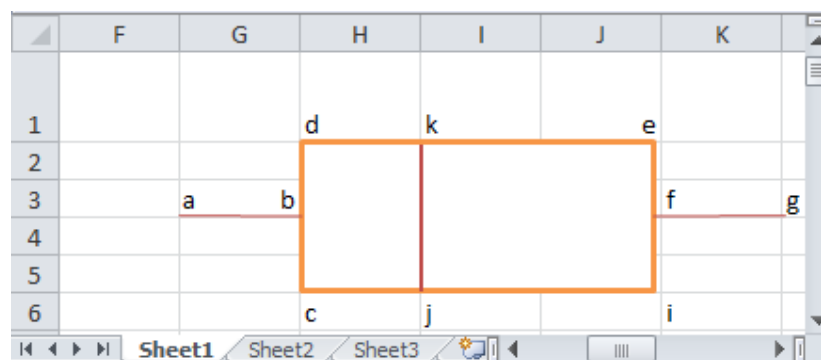 F G H I J K
1 d k e
2
3 a b f g
4
5
6 c j i
Sheet1 Sheet2 Sheet3